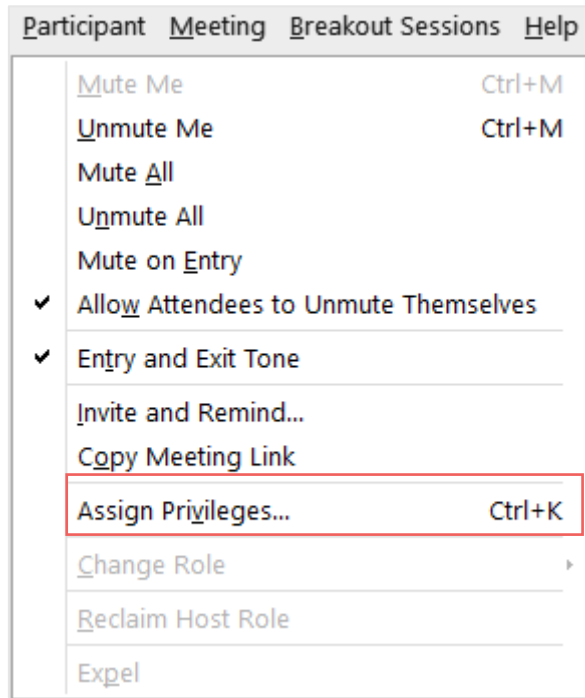 Participant Meeting Breakout Sessions Help
Mute Me Ctrl+M
Unmute Me Ctrl+M
Mute All
Unmute All
Mute on Entry
Allow Attendees to Unmute Themselves
Entry and Exit Tone
Invite and Remind...
Copy Meeting Link
Assign Privileges... Ctrl+K
Change Role
Reclaim Host Role
Expel